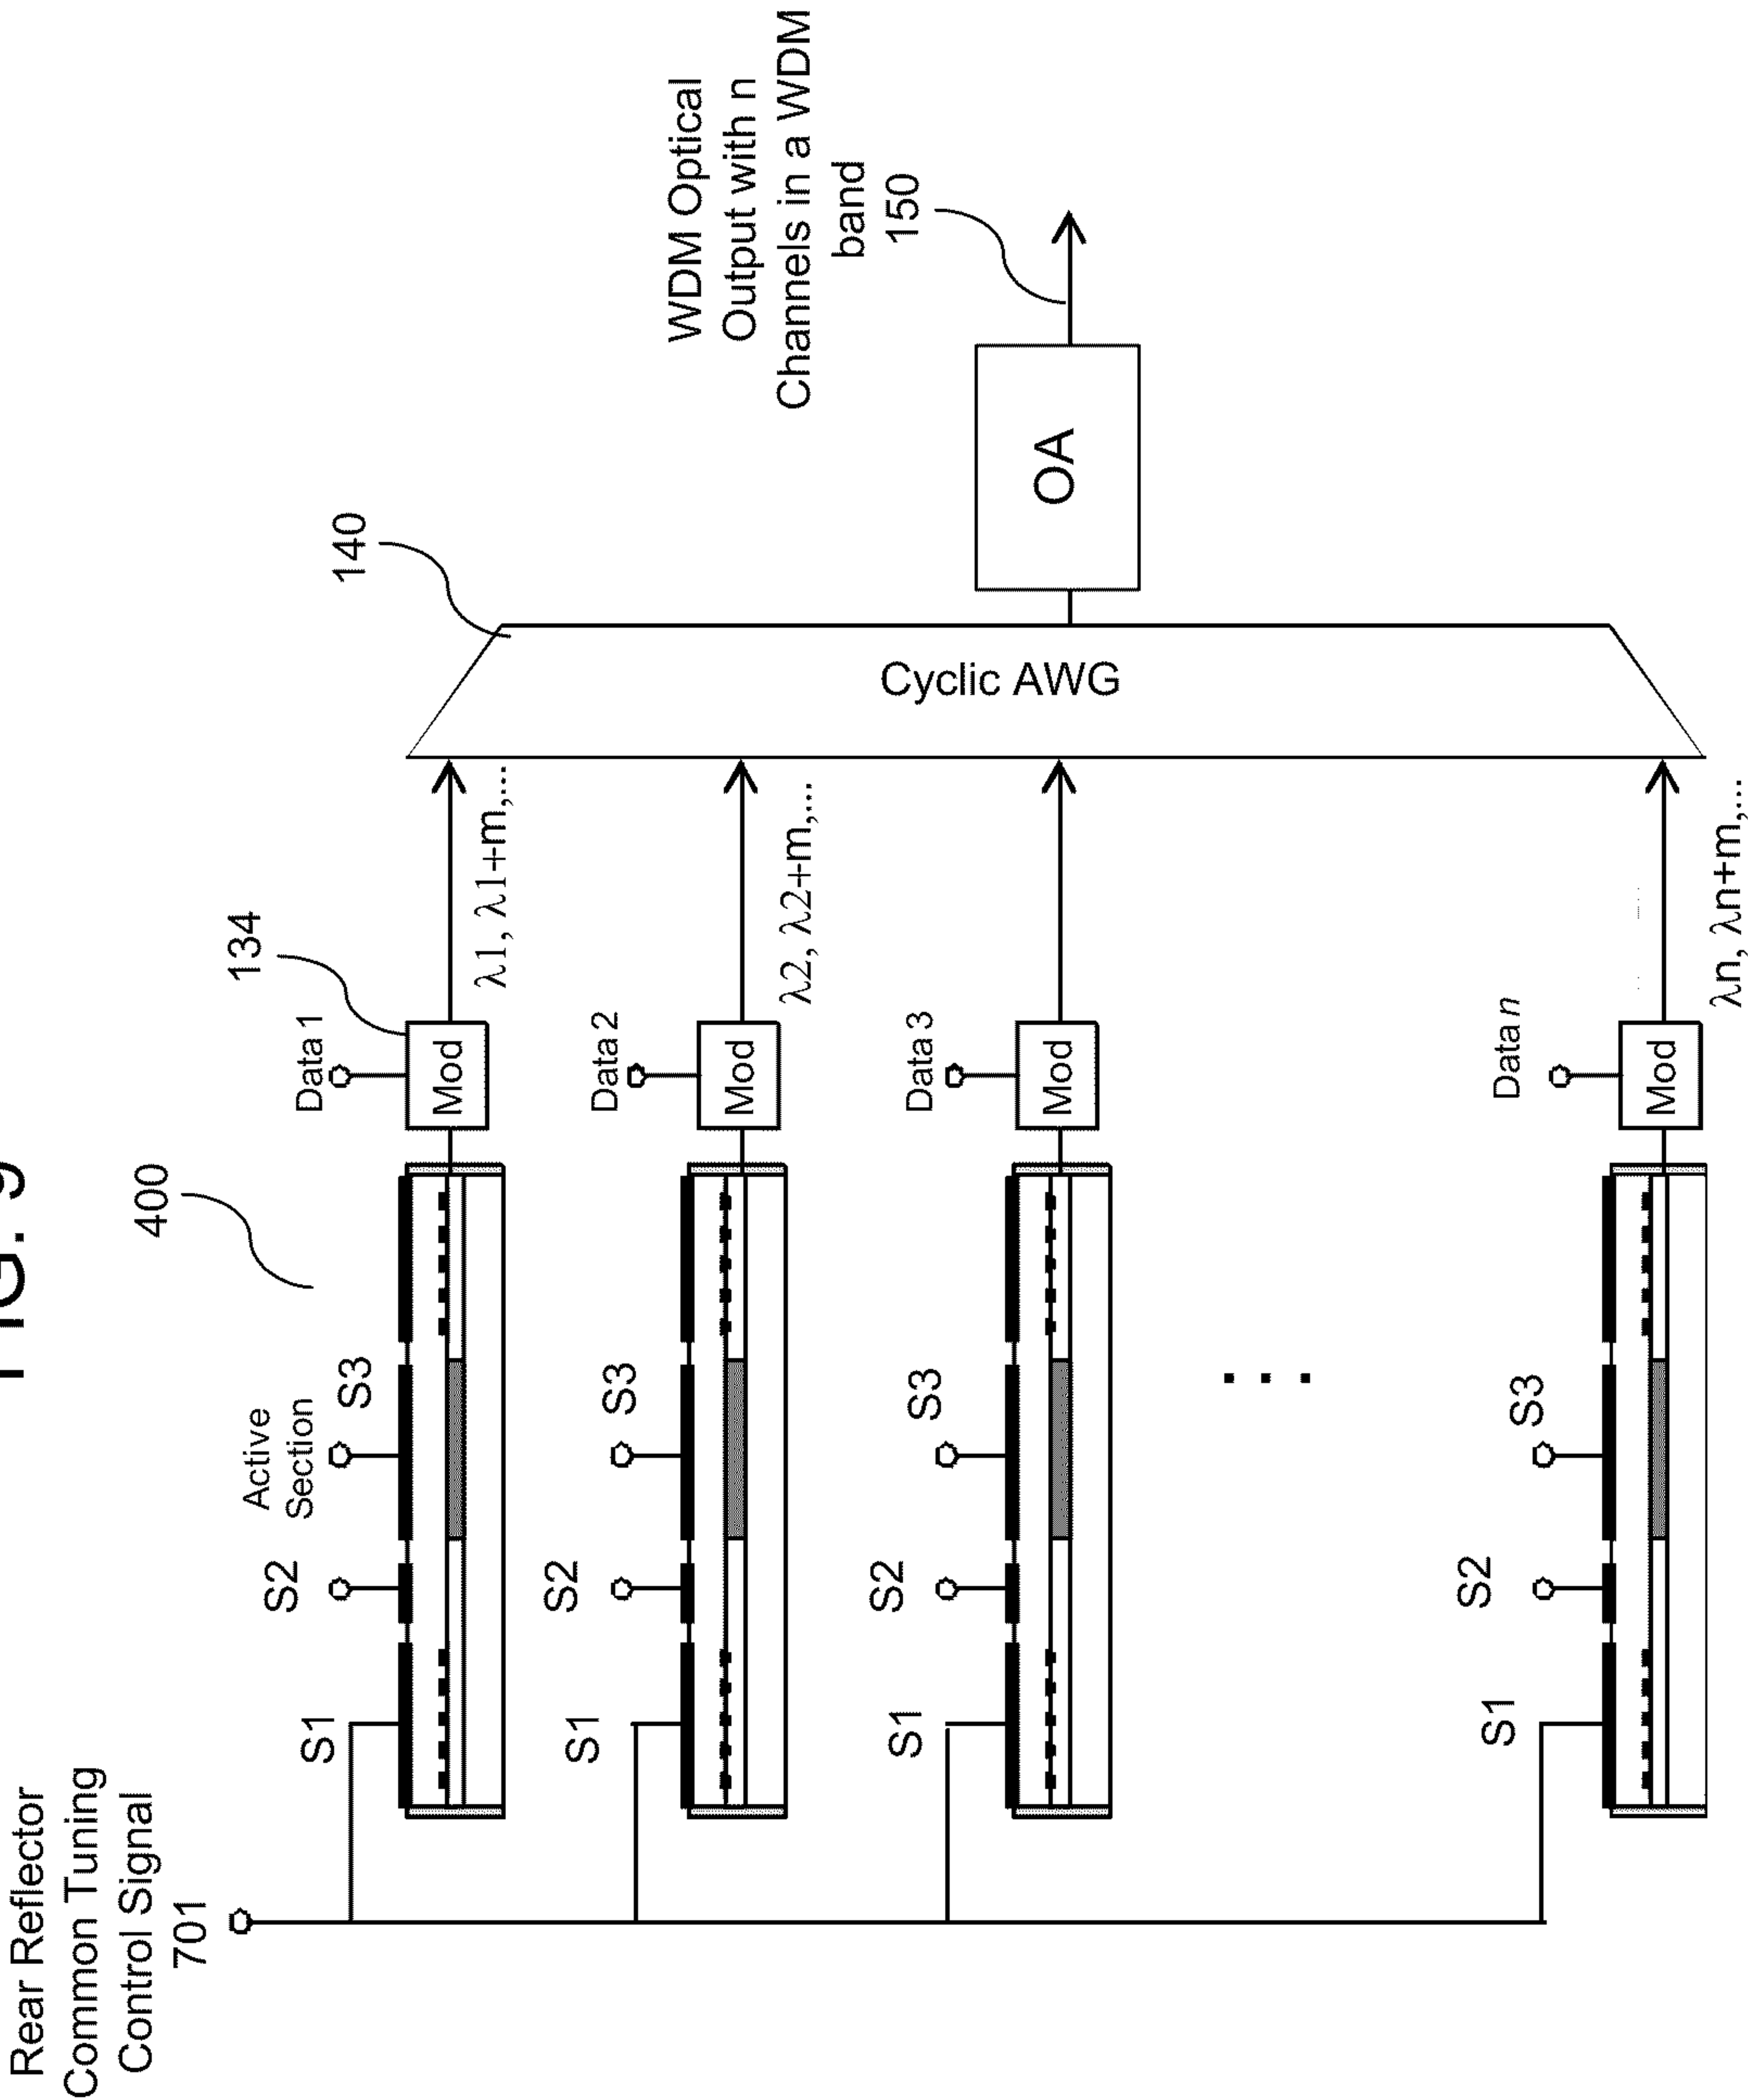 FIG. 9
Rear Reflector
Common Tuning
Control Signal
701
400
134
140
WDM Optical
Output with n
Channels in a WDM
band
150
S1
S2
Active
Section
S3
Data 1
Mod
λ1, λ1+m,...
S1
S2
S3
Data 2
Mod
λ2, λ2+m,...
Cyclic AWG
OA
S1
S2
S3
Data 3
Mod
. . .
S1
S2
S3
Data n
Mod
λn, λn+m,...